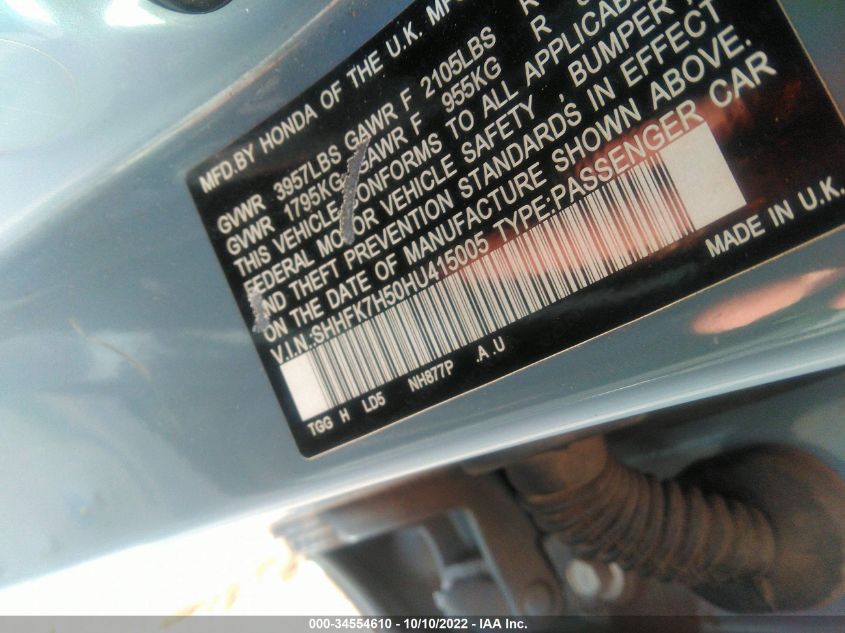 MFD.BY HONDA OF THE U.K. MFG
GVWR 3957LBS GAWR F 2105LBS R
GVWR 1795KG GAWR F 955KG R
THIS VEHICLE CONFORMS TO ALL APPLICABLE
FEDERAL MOTOR VEHICLE SAFETY, BUMPER,
AND THEFT PREVENTION STANDARDS IN EFFECT
ON THE DATE OF MANUFACTURE SHOWN ABOVE.
V.I.N.:SHHFK7H50HU415005 TYPE:PASSENGER CAR
TGG H LD5 NH877P .A .U
MADE IN U.K.
000-34554610 - 10/10/2022 - IAA Inc.